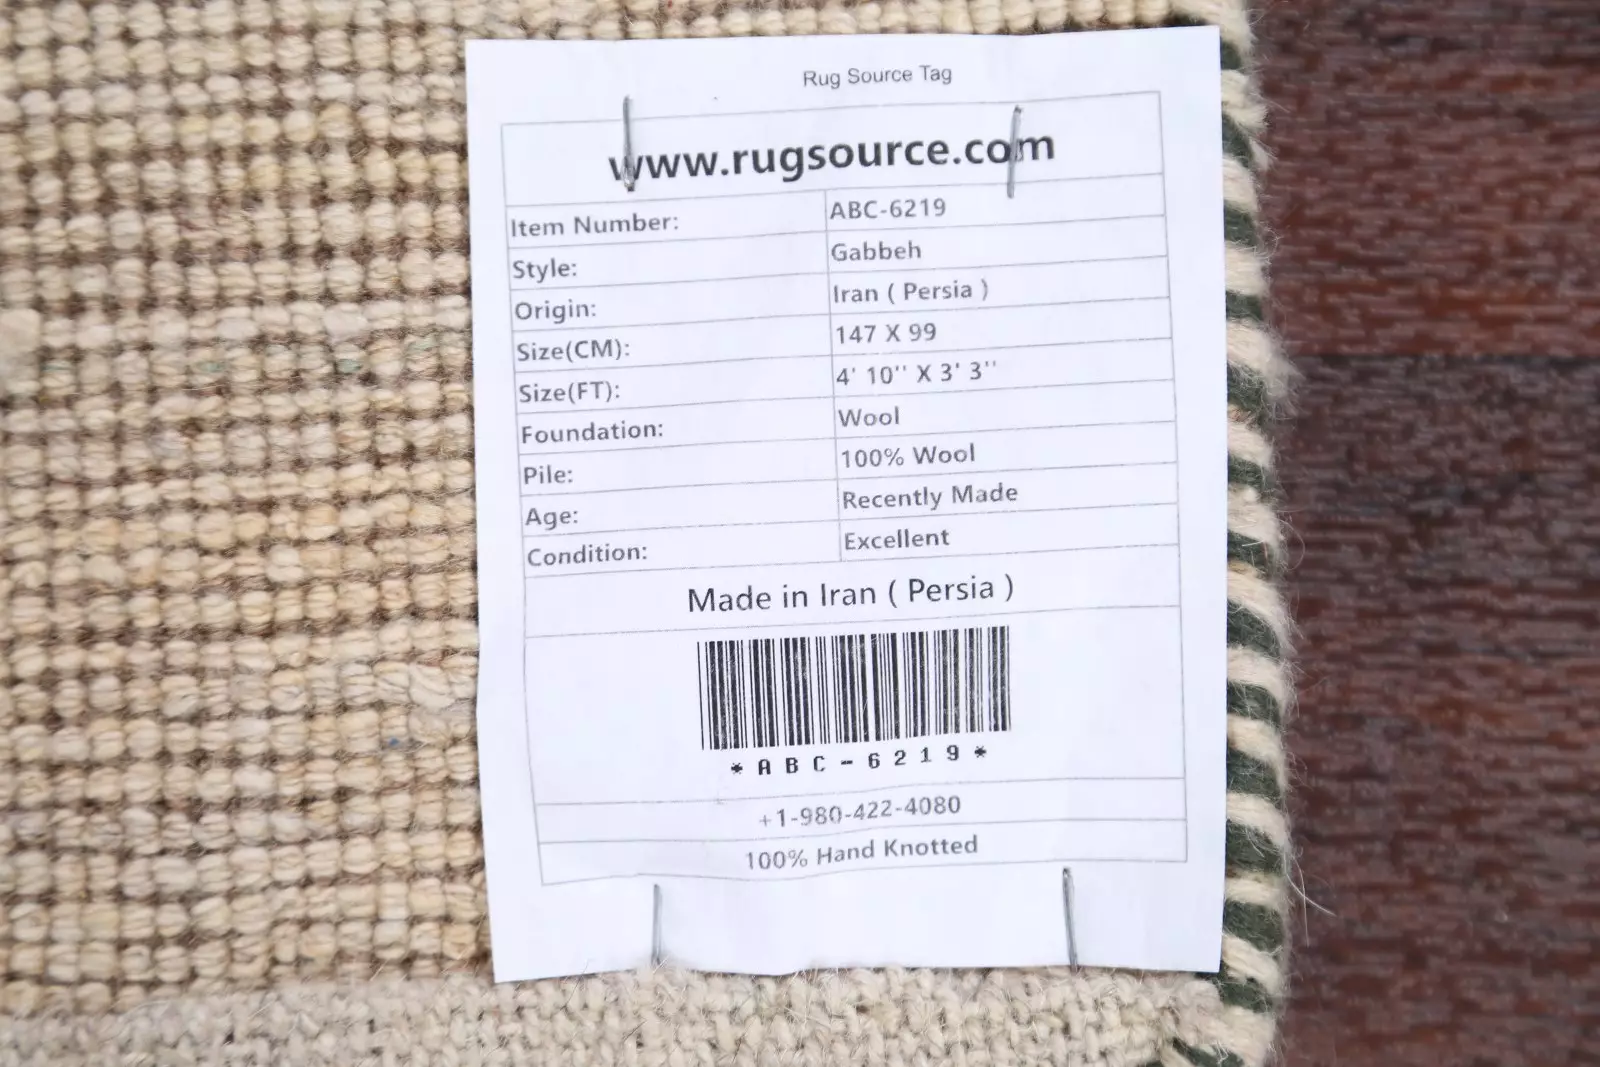 Rug Source Tag
www.rugsource.com
Item Number: ABC-6219
Style: Gabbeh
Origin: Iran ( Persia )
Size(CM): 147 X 99
Size(FT): 4' 10'' X 3' 3''
Foundation: Wool
Pile: 100% Wool
Age: Recently Made
Condition: Excellent
Made in Iran ( Persia )
*ABC-6219*
+1-980-422-4080
100% Hand Knotted